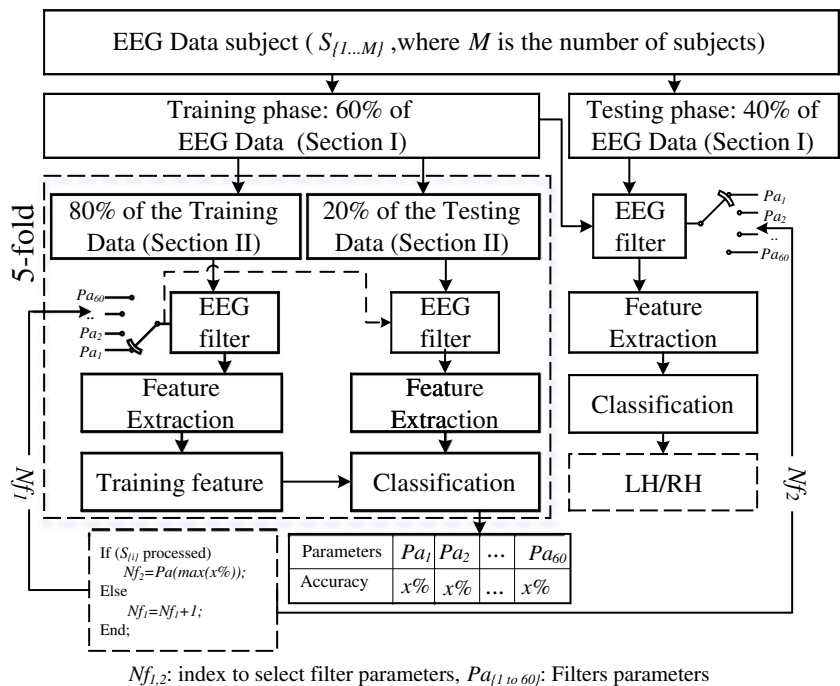 EEG Data subject ( S{1...M} ,where M is the number of subjects)
Training phase: 60% of
EEG Data (Section I)
Testing phase: 40% of
EEG Data (Section I)
5-fold
80% of the Training
Data (Section II)
20% of the Testing
Data (Section II)
EEG
filter
Pa1
Pa2
..
Pa60
Pa60
..
Pa2
Pa1
EEG
filter
EEG
filter
Feature
Extraction
Feature
Extraction
Feature
Extraction
Classification
Training feature
Classification
LH/RH
Nf1
Nf2
If (S{i} processed)
Nf2=Pa(max(x%));
Else
Nf1=Nf1+1;
End;
Parameters Pa1 Pa2 ... Pa60
Accuracy x% x% ... x%
Nf1,2: index to select filter parameters, Pa{1 to 60}: Filters parameters